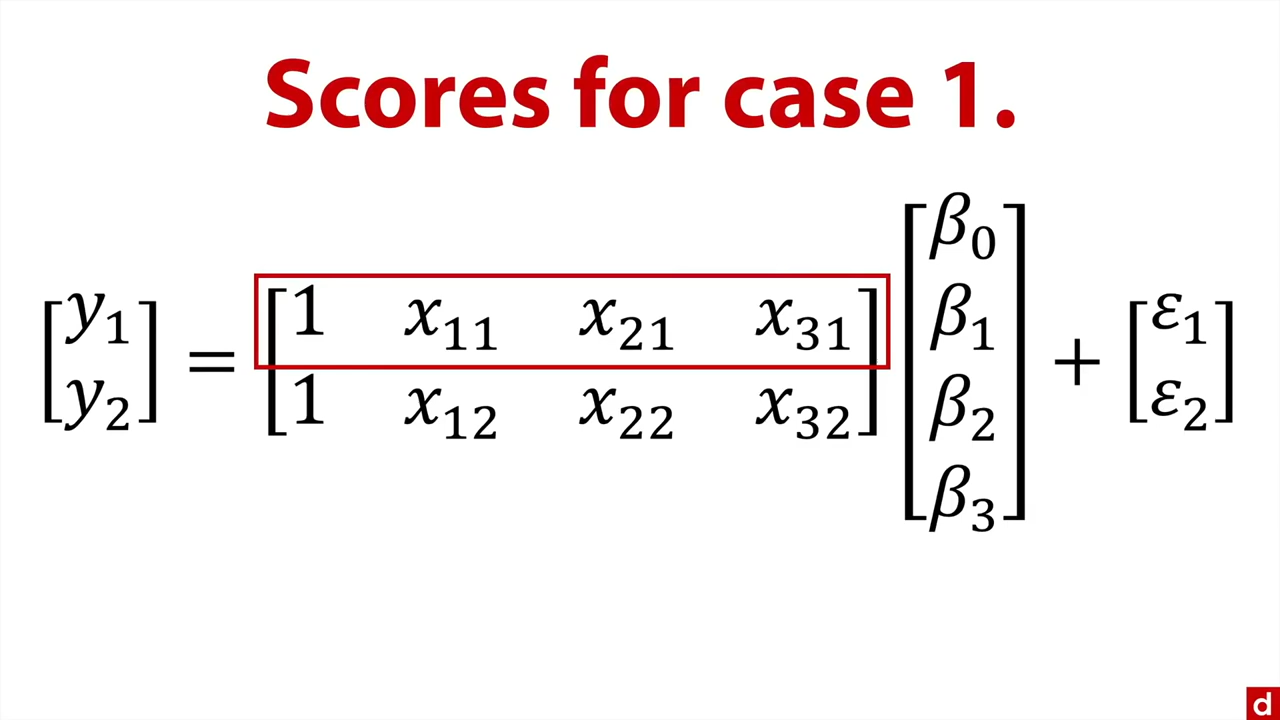 Scores for case 1.
[y₁ y₂] = [1 x₁₁ x₂₁ x₃₁; 1 x₁₂ x₂₂ x₃₂] [β₀ β₁ β₂ β₃] + [ε₁ ε₂]
d